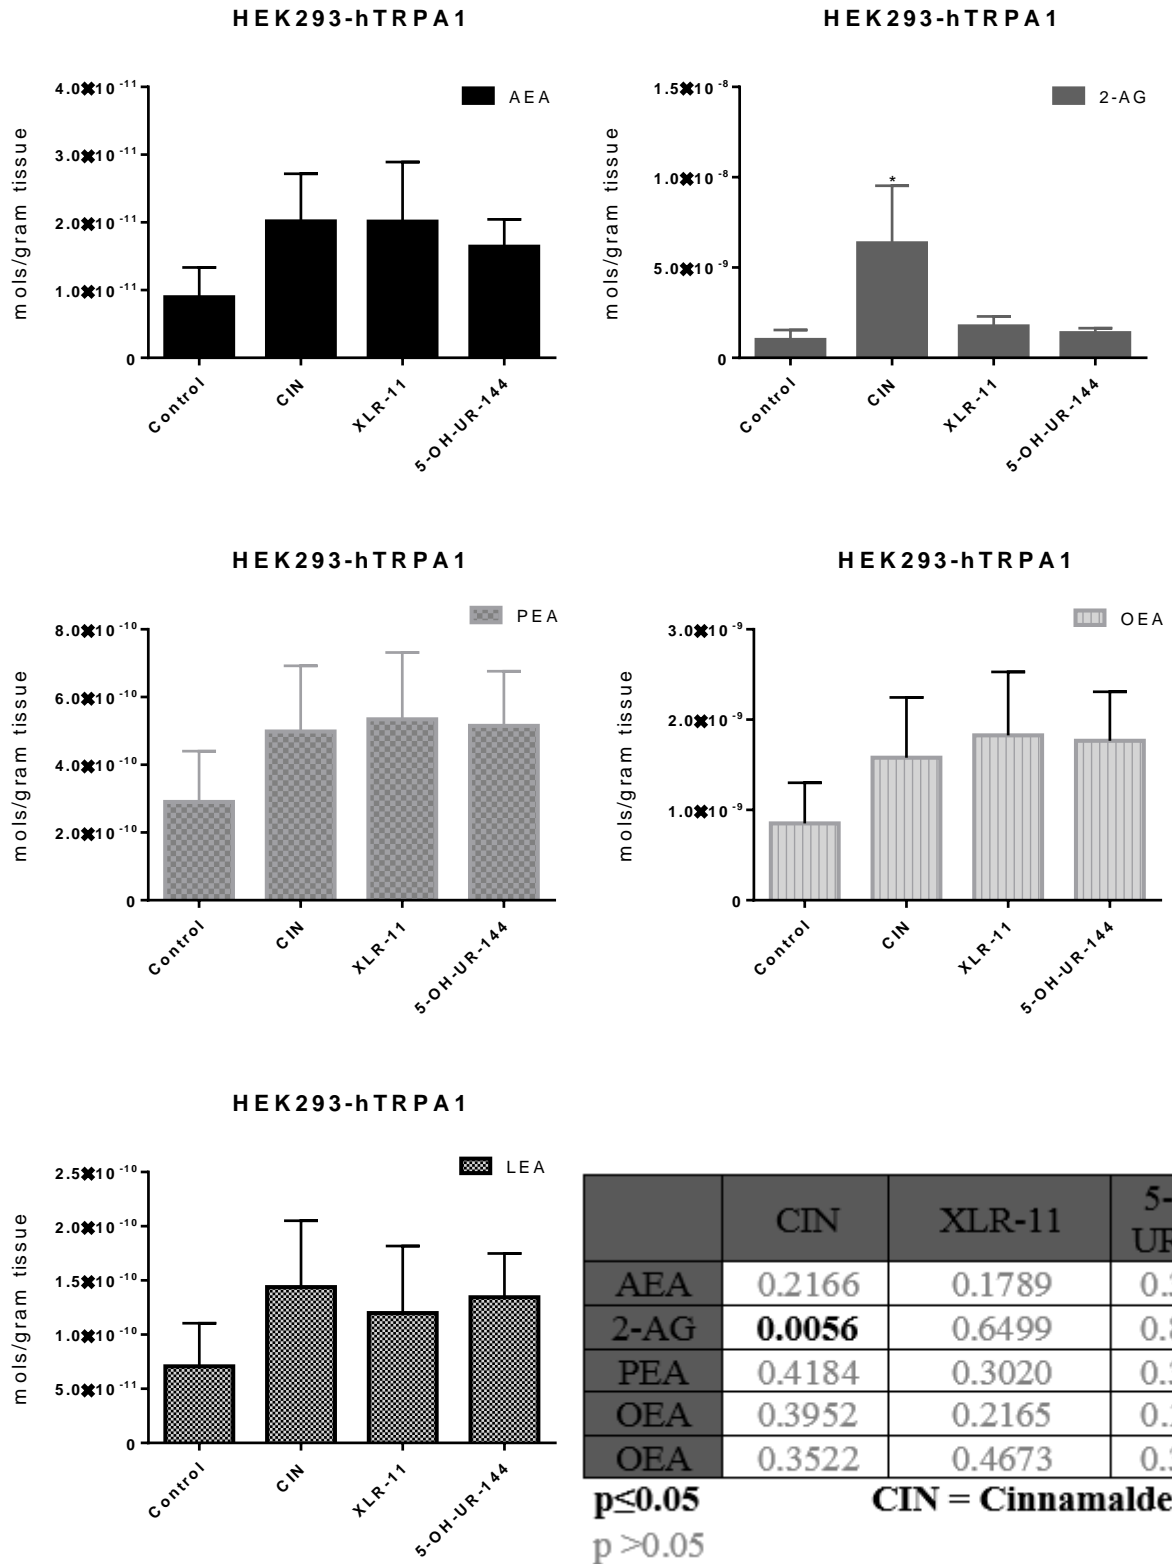 HEK293-hTRPA1
AEA
mols/gram tissue
4.0✖10⁻¹¹
3.0✖10⁻¹¹
2.0✖10⁻¹¹
1.0✖10⁻¹¹
0
Control
CIN
XLR-11
5-OH-UR-144
HEK293-hTRPA1
2-AG
mols/gram tissue
1.5✖10⁻⁸
1.0✖10⁻⁸
5.0✖10⁻⁹
0
*
Control
CIN
XLR-11
5-OH-UR-144
HEK293-hTRPA1
PEA
mols/gram tissue
8.0✖10⁻¹⁰
6.0✖10⁻¹⁰
4.0✖10⁻¹⁰
2.0✖10⁻¹⁰
0
Control
CIN
XLR-11
5-OH-UR-144
HEK293-hTRPA1
OEA
mols/gram tissue
3.0✖10⁻⁹
2.0✖10⁻⁹
1.0✖10⁻⁹
0
Control
CIN
XLR-11
5-OH-UR-144
HEK293-hTRPA1
LEA
mols/gram tissue
2.5✖10⁻¹⁰
2.0✖10⁻¹⁰
1.5✖10⁻¹⁰
1.0✖10⁻¹⁰
5.0✖10⁻¹¹
0
Control
CIN
XLR-11
5-OH-UR-144
CIN XLR-11 5-
UR
AEA 0.2166 0.1789 0.
2-AG 0.0056 0.6499 0.
PEA 0.4184 0.3020 0.
OEA 0.3952 0.2165 0.
OEA 0.3522 0.4673 0.
p≤0.05 CIN = Cinnamalde
p >0.05